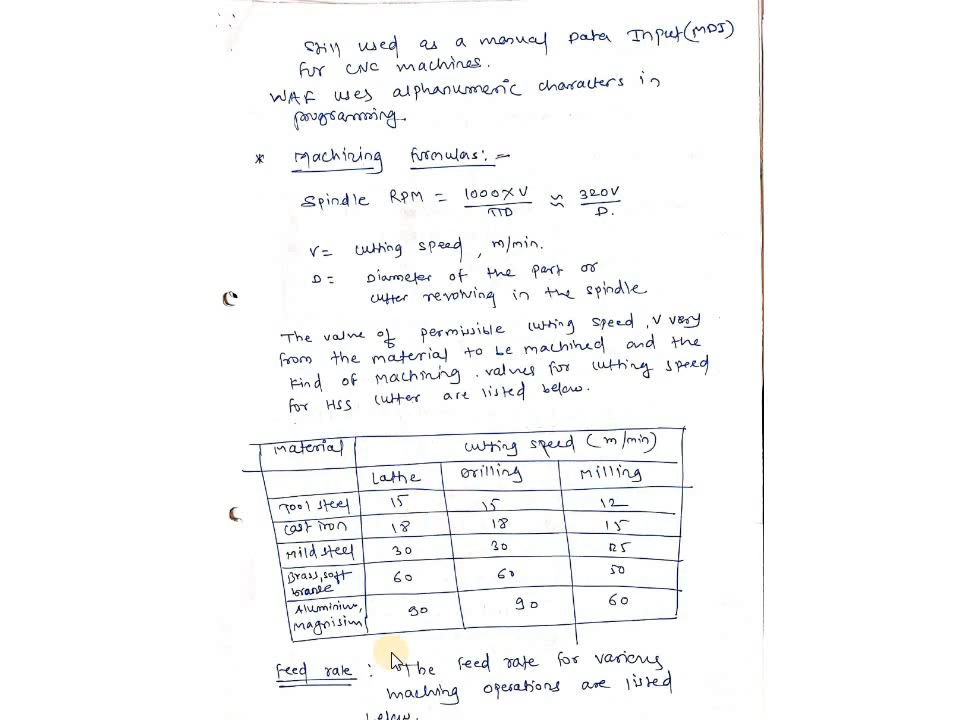 Still used as a manual Data Input (MDI)
for CNC machines.
WAF uses alphanumeric characters in
programming.
* Machining formulas: -
Spindle RPM = 1000 X V / πD ≈ 320V / D.
V = cutting speed, m/min.
D = Diameter of the part or
cutter revolving in the spindle
The value of permissible cutting speed, V very
from the material to be machined and the
kind of machining. values for cutting speed
for HSS cutter are listed below.
Material cutting speed (m/min)
Lathe Drilling Milling
Tool steel 15 15 12
Cast iron 18 18 15
Mild steel 30 30 25
Brass, soft
60 60 50
Aluminium,
Magnisium 90 90 60
Feed rate : The feed rate for various
maching operations are listed
below.